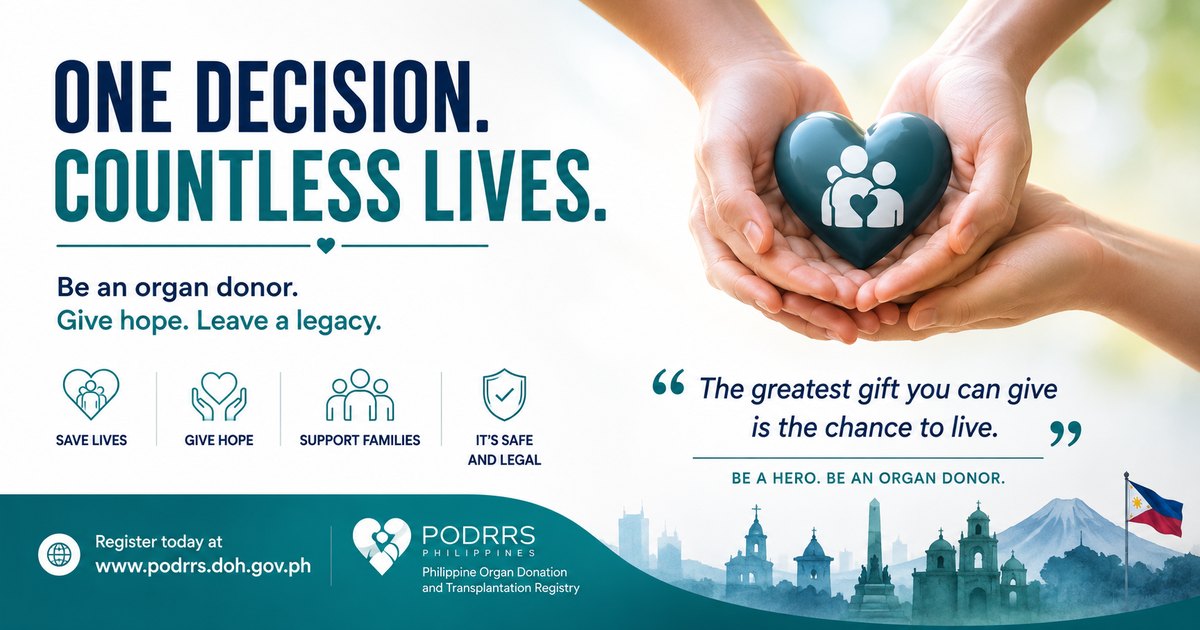 ONE DECISION.
COUNTLESS LIVES.
Be an organ donor.
Give hope. Leave a legacy.
SAVE LIVES
GIVE HOPE
SUPPORT FAMILIES
IT'S SAFE
AND LEGAL
“ The greatest gift you can give
is the chance to live. ”
BE A HERO. BE AN ORGAN DONOR.
Register today at
www.podrrs.doh.gov.ph
PODRRS
PHILIPPINES
Philippine Organ Donation
and Transplantation Registry